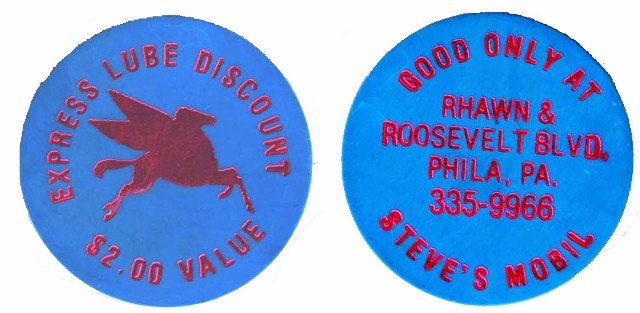 EXPRESS LUBE DISCOUNT
$2.00 VALUE
GOOD ONLY AT
RHAWN &
ROOSEVELT BLVD.
PHILA, PA.
335-9966
STEVE'S MOBIL